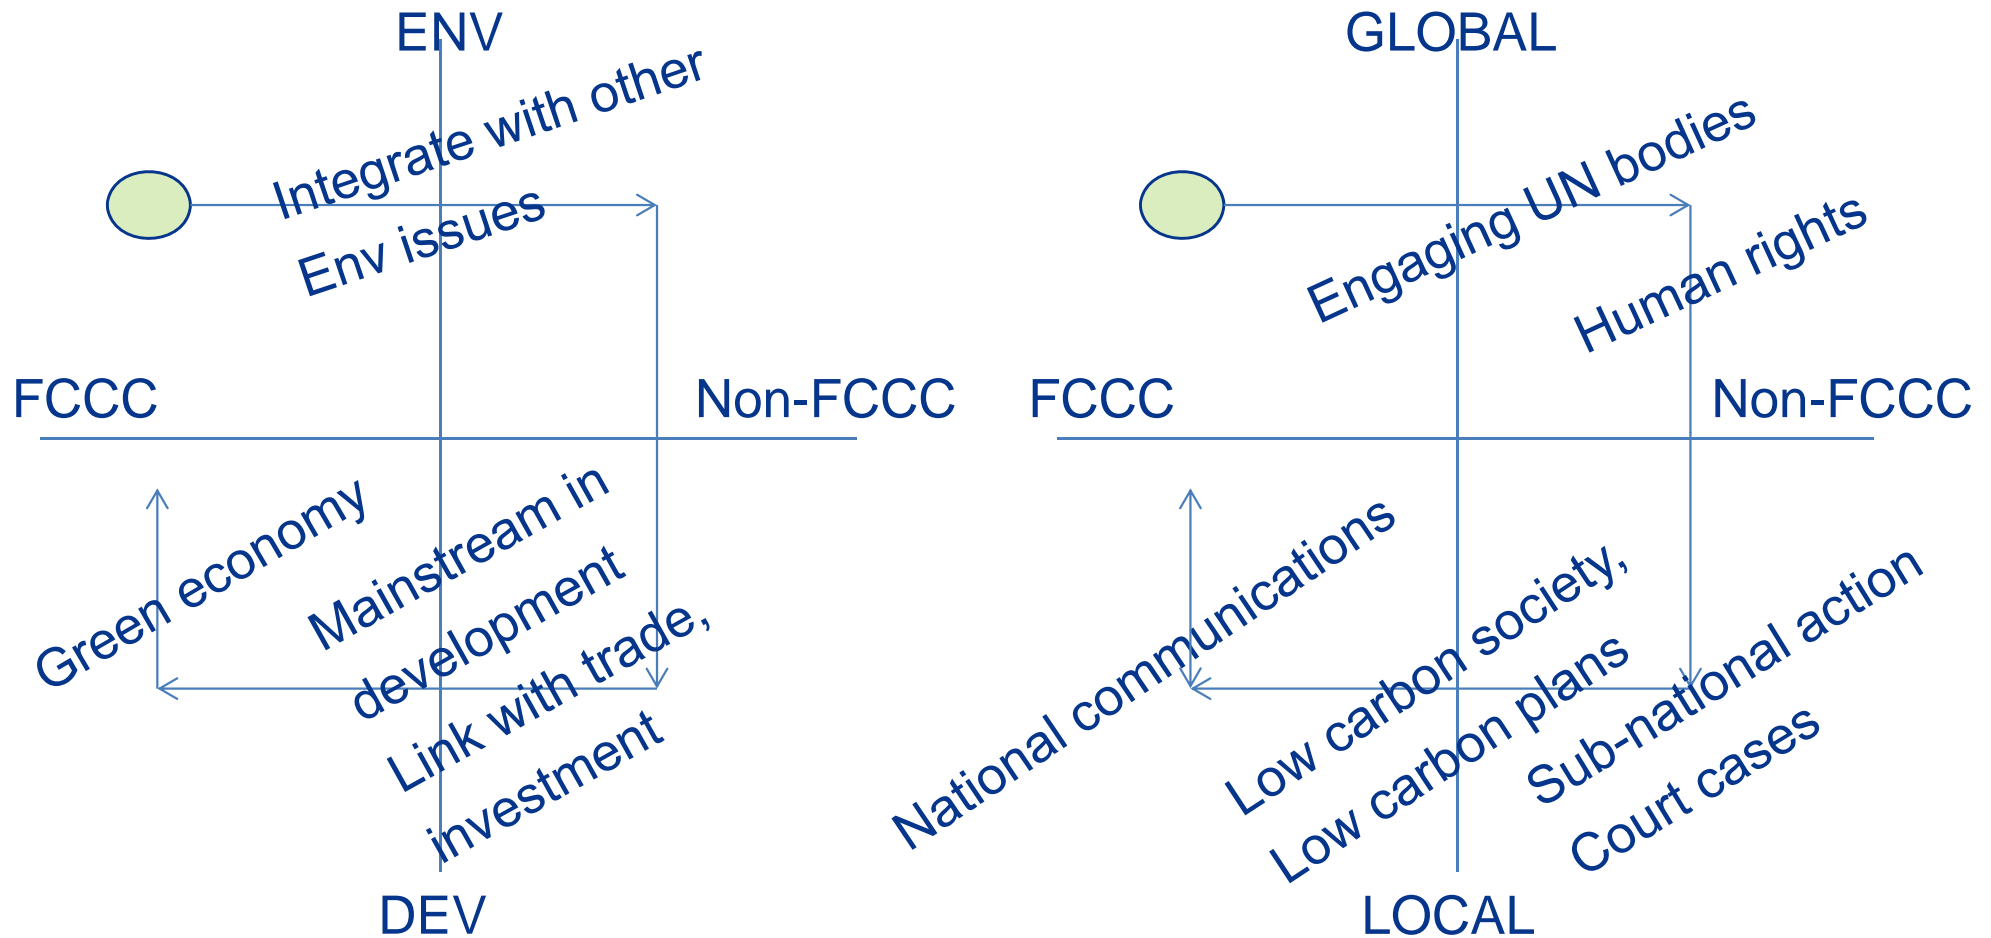 ENV
Integrate with other
Env issues
FCCC
Non-FCCC
Green economy
Mainstream in
development
Link with trade,
investment
DEV
GLOBAL
Engaging UN bodies
Human rights
FCCC
Non-FCCC
National communications
Low carbon society,
Low carbon plans
Sub-national action
Court cases
LOCAL